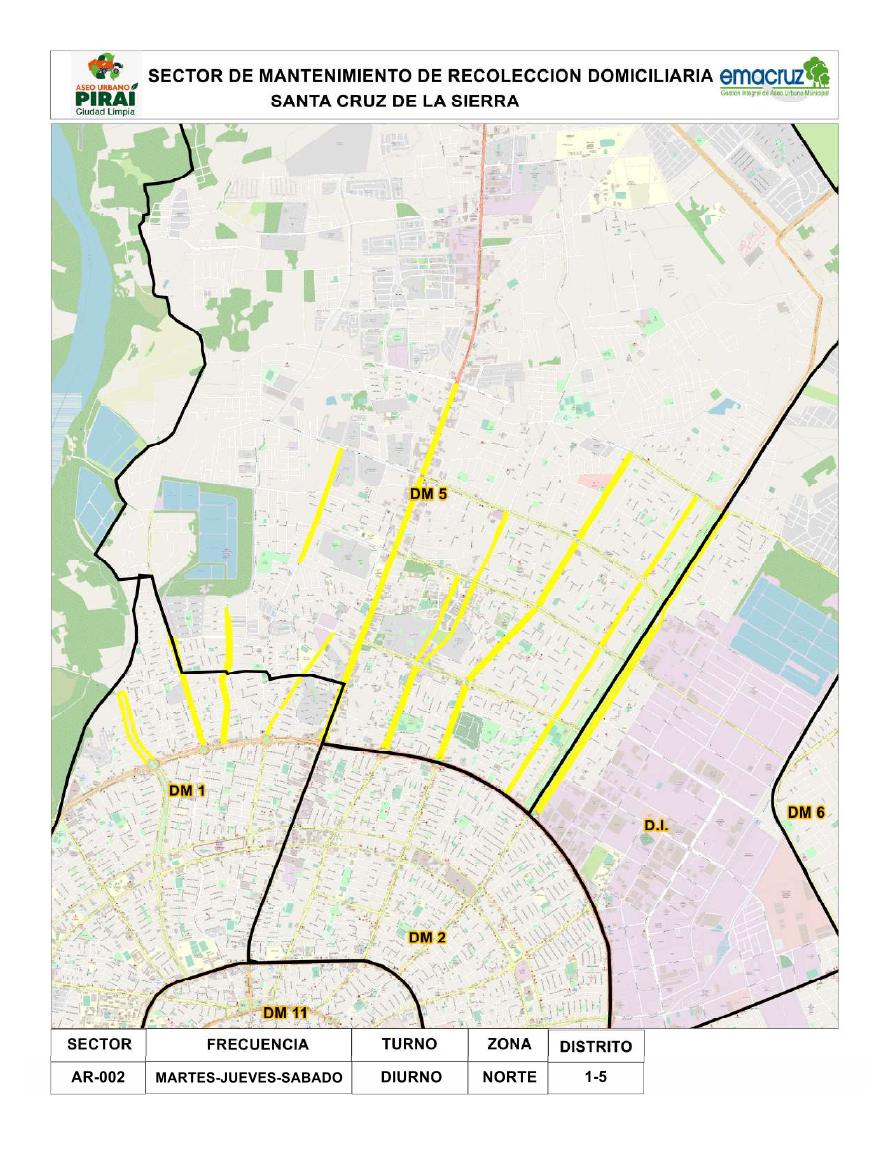 ASEO URBANO
PIRAÍ
Ciudad Limpia
SECTOR DE MANTENIMIENTO DE RECOLECCION DOMICILIARIA
SANTA CRUZ DE LA SIERRA
emacruz
Gestión Integral de Aseo Urbano Municipal
DM 5
DM 1
D.I.
DM 6
DM 2
DM 11
SECTOR FRECUENCIA TURNO ZONA DISTRITO
AR-002 MARTES-JUEVES-SABADO DIURNO NORTE 1-5